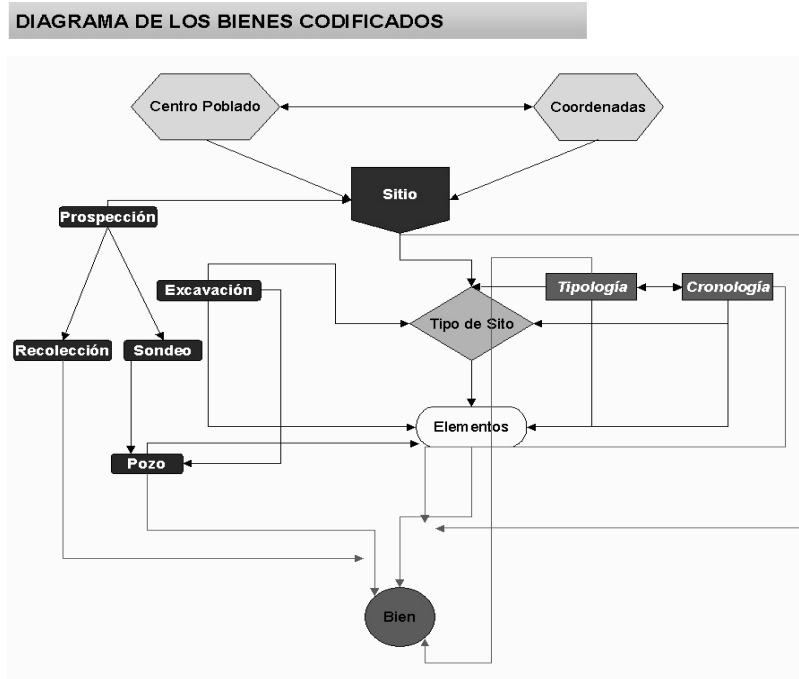 DIAGRAMA DE LOS BIENES CODIFICADOS
Centro Poblado
Coordenadas
Sitio
Prospección
Excavación
Tipología
Cronología
Tipo de Sito
Recolección
Sondeo
Elementos
Pozo
Bien